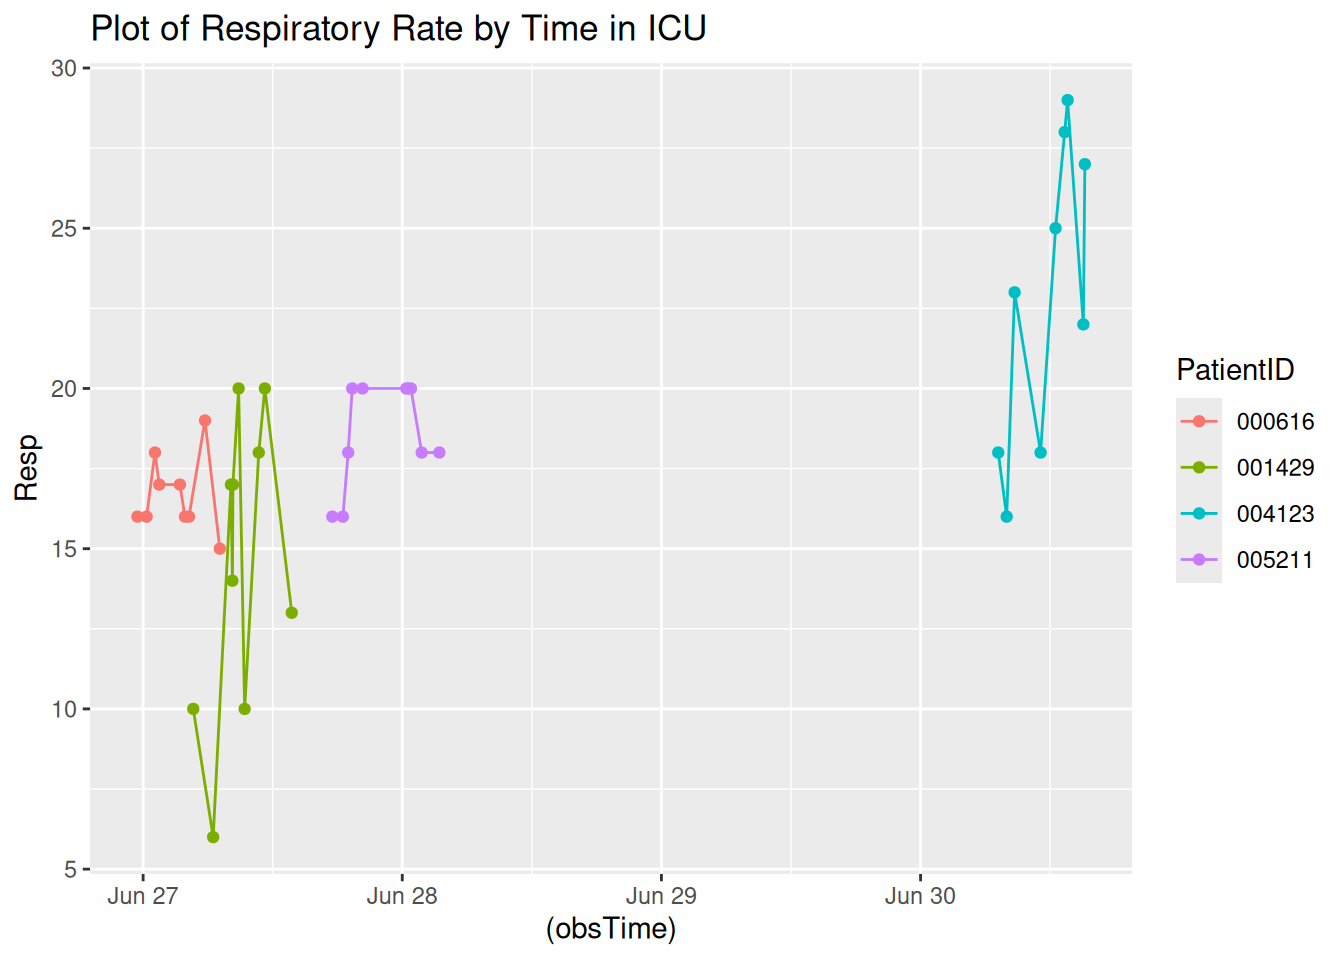 Plot of Respiratory Rate by Time in ICU
30
25
20
15
10
5
Resp
Jun 27 Jun 28 Jun 29 Jun 30
(obsTime)
PatientID
000616
001429
004123
005211